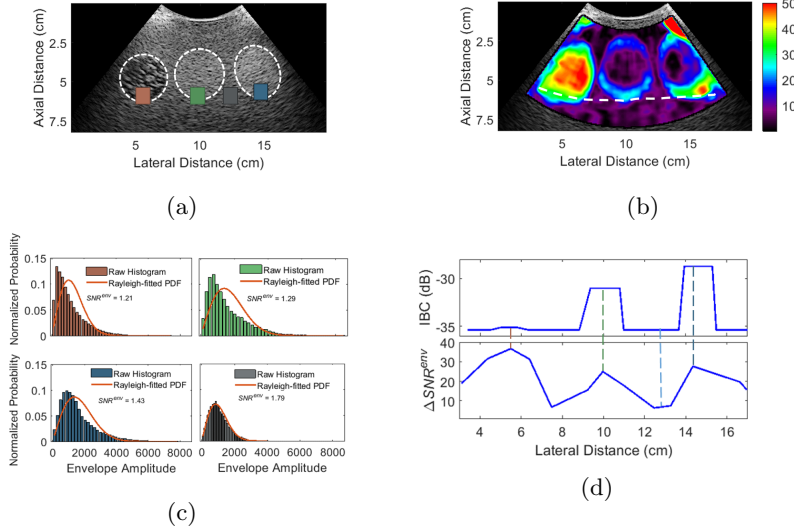 Axial Distance (cm)
2.5
5
7.5
5
10
15
Lateral Distance (cm)
(a)
Axial Distance (cm)
2.5
5
7.5
5
10
15
Lateral Distance (cm)
50
40
30
20
10
(b)
Normalized Probability
0.15
0.1
0.05
0
Raw Histogram
Rayleigh-fitted PDF
SNR^env = 1.21
Raw Histogram
Rayleigh-fitted PDF
SNR^env = 1.29
Normalized Probability
0.15
0.1
0.05
0
Raw Histogram
Rayleigh-fitted PDF
SNR^env = 1.43
Raw Histogram
Rayleigh-fitted PDF
SNR^env = 1.79
0 2000 4000 6000 8000
Envelope Amplitude
0 2000 4000 6000 8000
Envelope Amplitude
(c)
IBC (dB)
-30
-35
Δ SNR^env
40
30
20
10
4 6 8 10 12 14 16
Lateral Distance (cm)
(d)